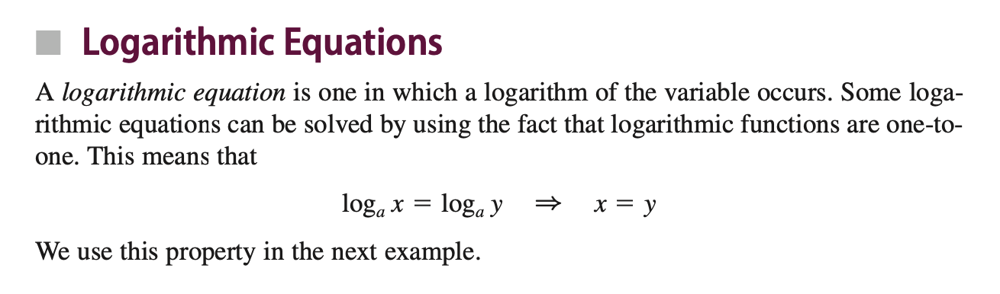 Logarithmic Equations
A logarithmic equation is one in which a logarithm of the variable occurs. Some loga-
rithmic equations can be solved by using the fact that logarithmic functions are one-to-
one. This means that
logₐ x = logₐ y ⇒ x = y
We use this property in the next example.